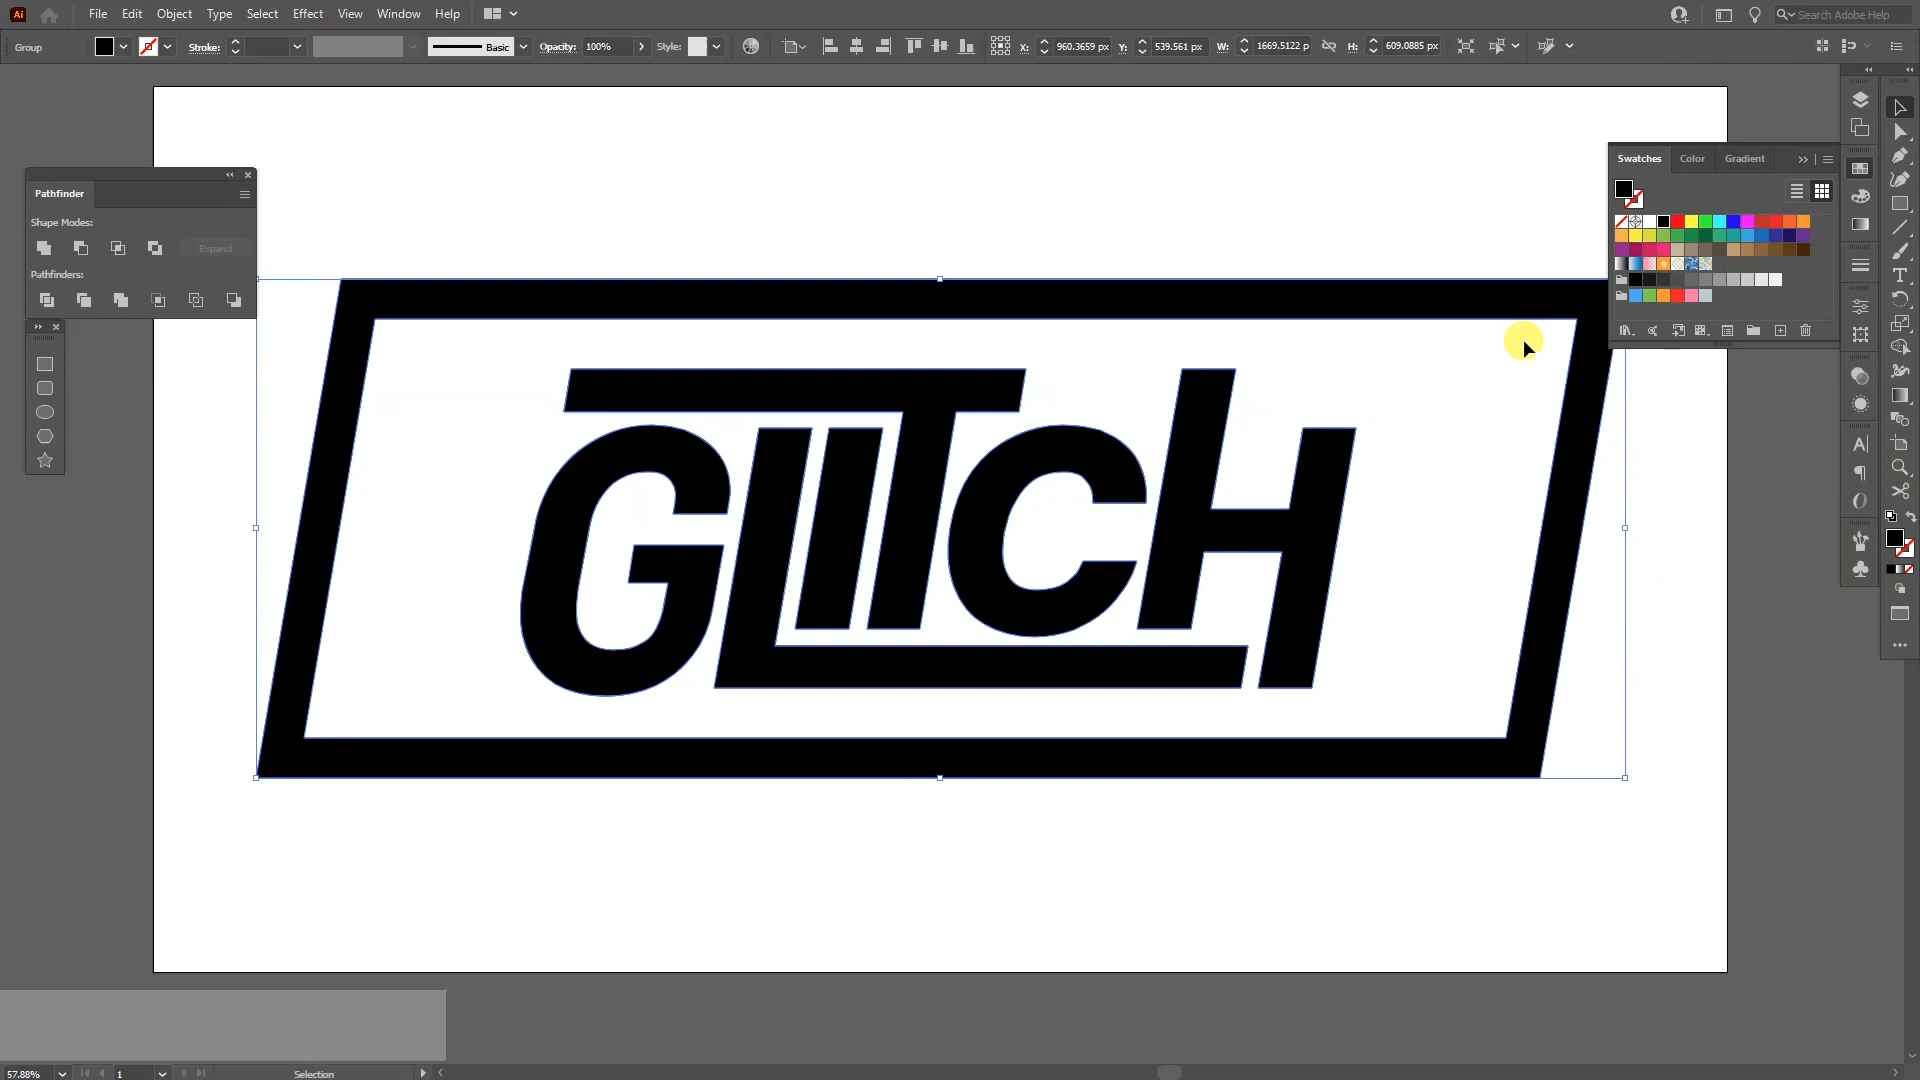 Ai File Edit Object Type Select Effect View Window Help Search Adobe Help
Group Stroke: Basic Opacity: 100% Style: X: 960.3659 px Y: 539.561 px W: 1669.5122 p H: 609.0885 px
Pathfinder
Shape Modes:
Expand
Pathfinders:
Swatches Color Gradient
GLITCH
57.88% 1 Selection